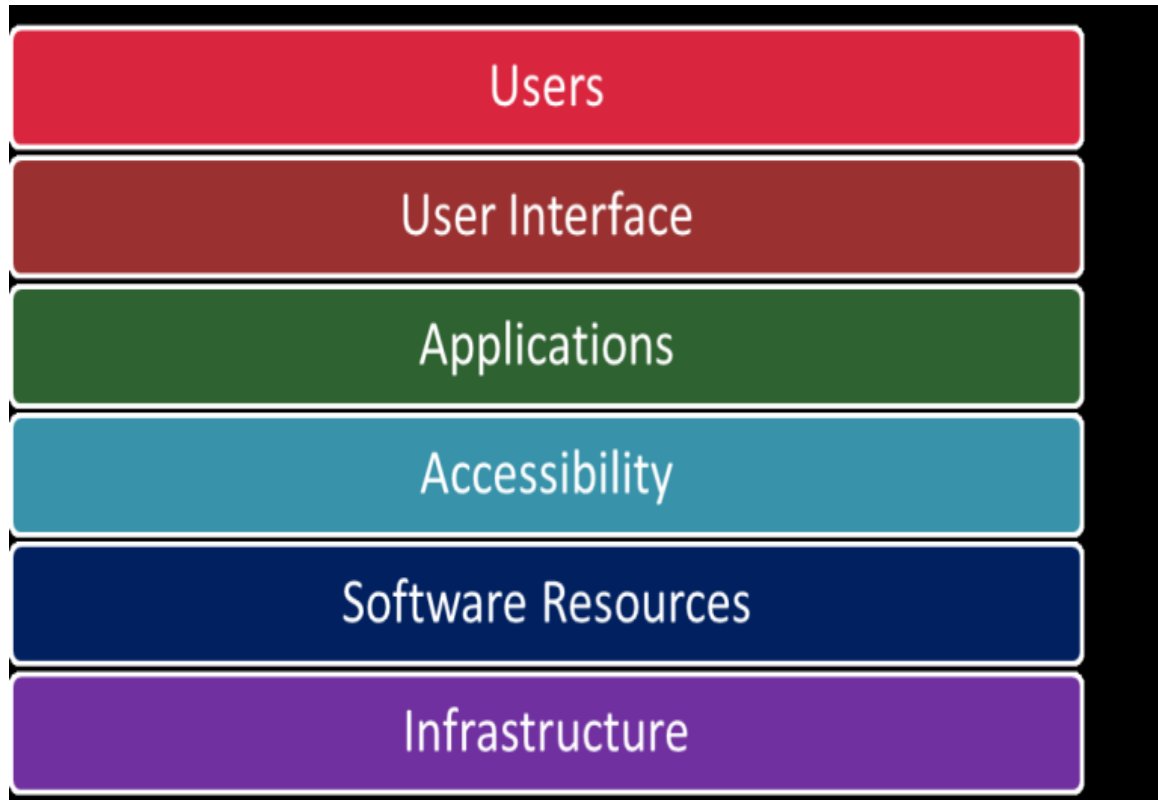 Users
User Interface
Applications
Accessibility
Software Resources
Infrastructure